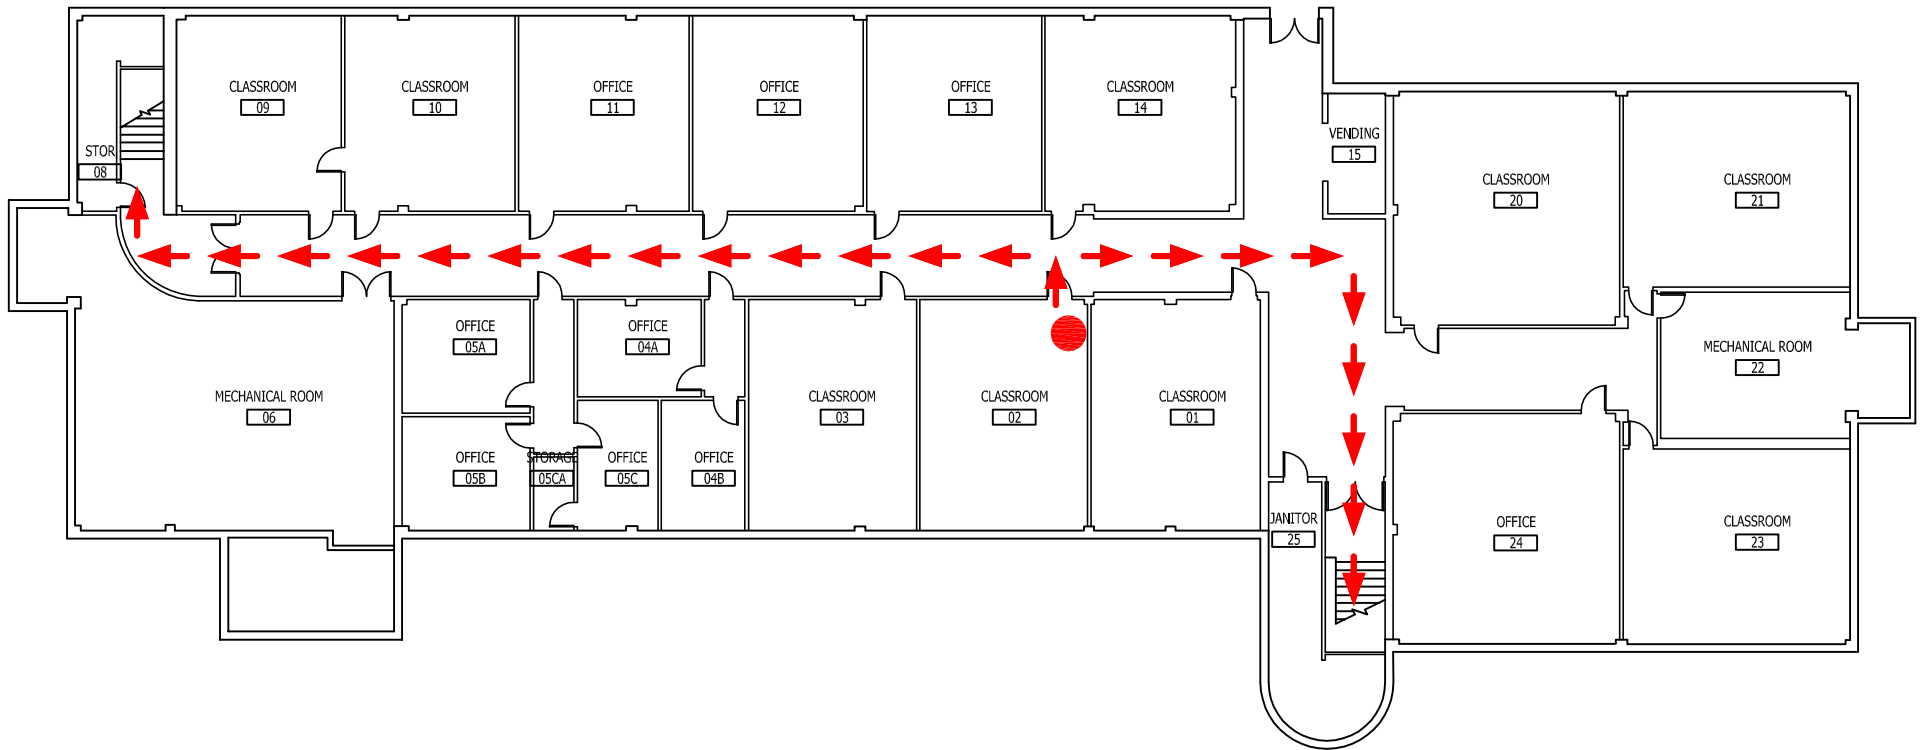 CLASSROOM
09
CLASSROOM
10
OFFICE
11
OFFICE
12
OFFICE
13
CLASSROOM
14
VENDING
15
STOR
08
CLASSROOM
20
CLASSROOM
21
OFFICE
05A
OFFICE
04A
MECHANICAL ROOM
22
MECHANICAL ROOM
06
CLASSROOM
03
CLASSROOM
02
CLASSROOM
01
OFFICE
05B
STORAGE
05CA
OFFICE
05C
OFFICE
04B
JANITOR
25
OFFICE
24
CLASSROOM
23